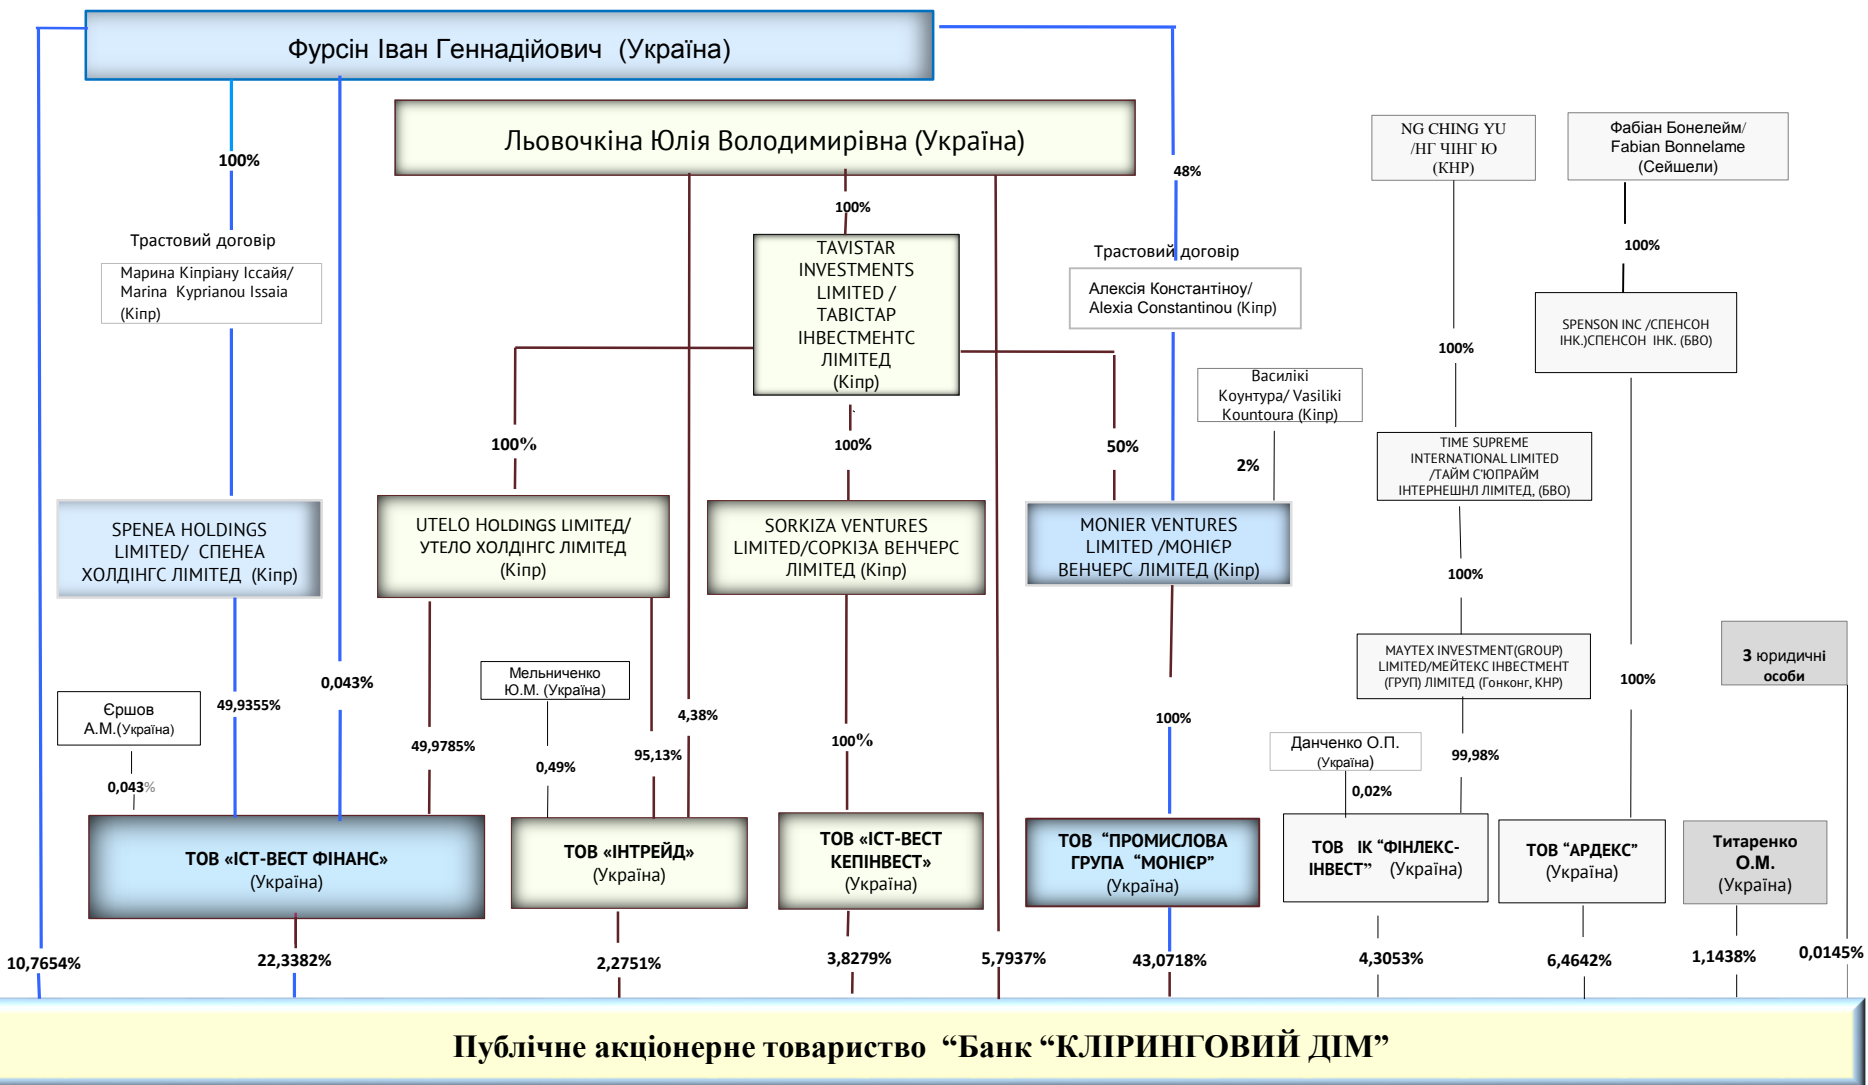 Фурсін Іван Геннадійович (Україна)
Льовочкіна Юлія Володимирівна (Україна)
NG CHING YU
/НГ ЧІНГ Ю
(КНР)
Фабіан Бонелейм/
Fabian Bonnelame
(Сейшели)
100%
48%
100%
100%
Трастовий договір
Марина Кіпріану Іссайя/
Marina Kyprianou Issaia
(Кіпр)
TAVISTAR
INVESTMENTS
LIMITED /
ТАВІСТАР
ІНВЕСТМЕНТС
ЛІМІТЕД
(Кіпр)
Трастовий договір
Алексія Константіноу/
Alexia Constantinou (Кіпр)
SPENSON INC /СПЕНСОН
ІНК.)СПЕНСОН ІНК. (БВО)
100%
Василікі
Коунтура/ Vasiliki
Kountoura (Кіпр)
100%
100%
50%
2%
TIME SUPREME
INTERNATIONAL LIMITED
/ТАЙМ С'ЮПРАЙМ
ІНТЕРНЕШНЛ ЛІМІТЕД, (БВО)
SPENEA HOLDINGS
LIMITED/ СПЕНЕА
ХОЛДІНГС ЛІМІТЕД (Кіпр)
UTELO HOLDINGS LIMITЕД/
УТЕЛО ХОЛДІНГС ЛІМІТЕД
(Кіпр)
SORKIZA VENTURES
LIMITED/СОРКІЗА ВЕНЧЕРС
ЛІМІТЕД (Кіпр)
MONIER VENTURES
LIMITED /МОНІЄР
ВЕНЧЕРС ЛІМІТЕД (Кіпр)
100%
MAYTEX INVESTMENT(GROUP)
LIMITED/МЕЙТЕКС ІНВЕСТМЕНТ
(ГРУП) ЛІМІТЕД (Гонконг, КНР)
3 юридичні
особи
Мельниченко
Ю.М. (Україна)
0,043%
100%
49,9355%
Єршов
А.М.(Україна)
4,38%
100%
49,9785%
95,13%
100%
Данченко О.П.
(Україна)
99,98%
0,49%
0,043%
0,02%
ТОВ «ІСТ-ВЕСТ ФІНАНС»
(Україна)
ТОВ «ІНТРЕЙД»
(Україна)
ТОВ «ІСТ-ВЕСТ
КЕПІНВЕСТ»
(Україна)
ТОВ “ПРОМИСЛОВА
ГРУПА “МОНІЄР”
(Україна)
ТОВ ІК “ФІНЛЕКС-
ІНВЕСТ” (Україна)
ТОВ “АРДЕКС”
(Україна)
Титаренко
О.М.
(Україна)
10,7654%
22,3382%
2,2751%
3,8279%
5,7937%
43,0718%
4,3053%
6,4642%
1,1438%
0,0145%
Публічне акціонерне товариство “Банк “КЛІРИНГОВИЙ ДІМ”